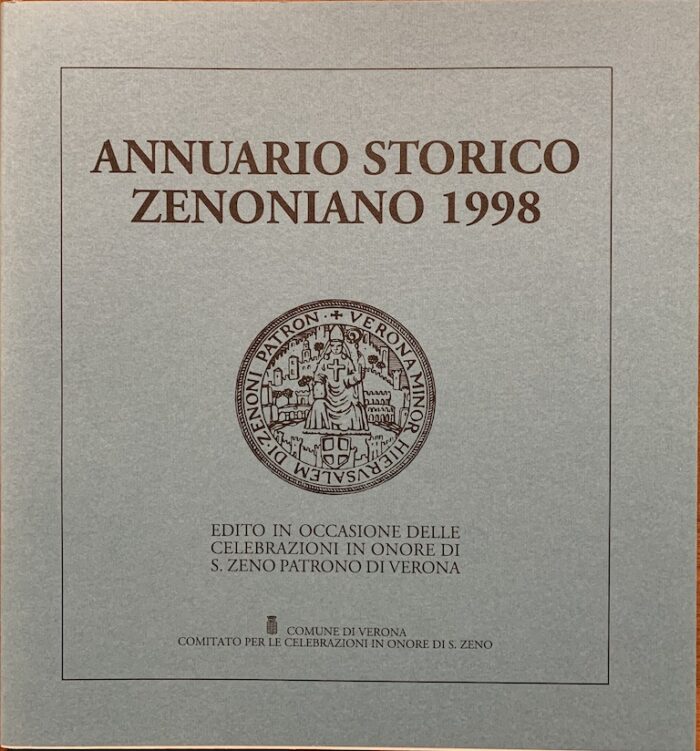 ANNUARIO STORICO
ZENONIANO 1998
VERONA MINOR HIERVSALEM DI·ZENONI PATRON·
EDITO IN OCCASIONE DELLE
CELEBRAZIONI IN ONORE DI
S. ZENO PATRONO DI VERONA
COMUNE DI VERONA
COMITATO PER LE CELEBRAZIONI IN ONORE DI S. ZENO